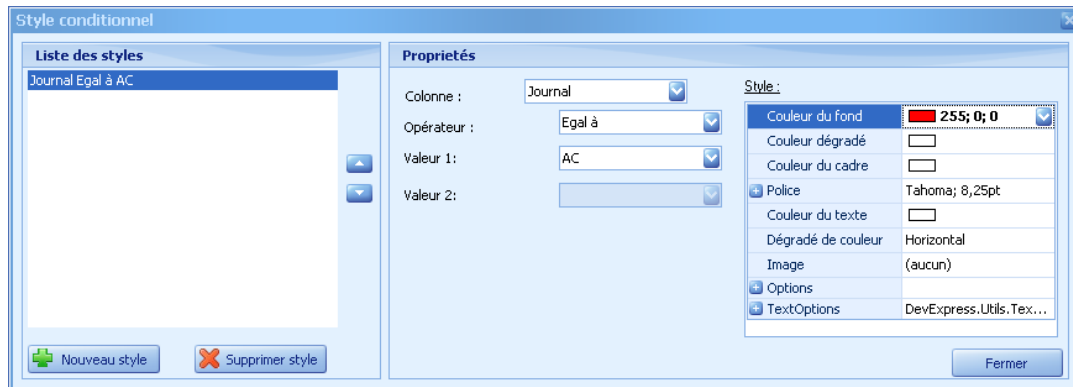 Style conditionnel
Liste des styles
Journal Egal à AC
Nouveau style
Supprimer style
Proprietés
Colonne :
Journal
Opérateur :
Egal à
Valeur 1:
AC
Valeur 2:
Style :
Couleur du fond
255; 0; 0
Couleur dégradé
Couleur du cadre
Police
Tahoma; 8,25pt
Couleur du texte
Dégradé de couleur
Horizontal
Image
(aucun)
Options
TextOptions
DevExpress.Utils.Tex...
Fermer